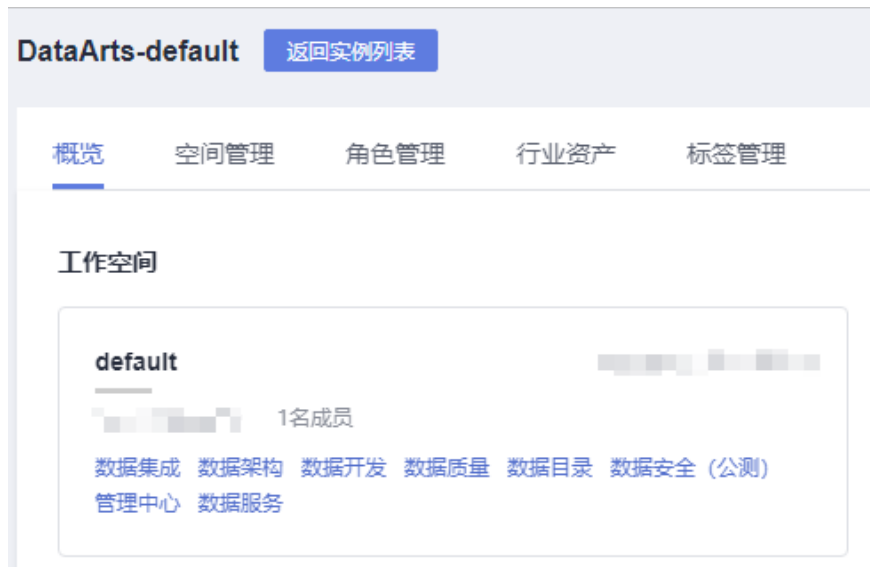 DataArts-default 返回实例列表
概览 空间管理 角色管理 行业资产 标签管理
工作空间
default
1名成员
数据集成 数据架构 数据开发 数据质量 数据目录 数据安全（公测）
管理中心 数据服务